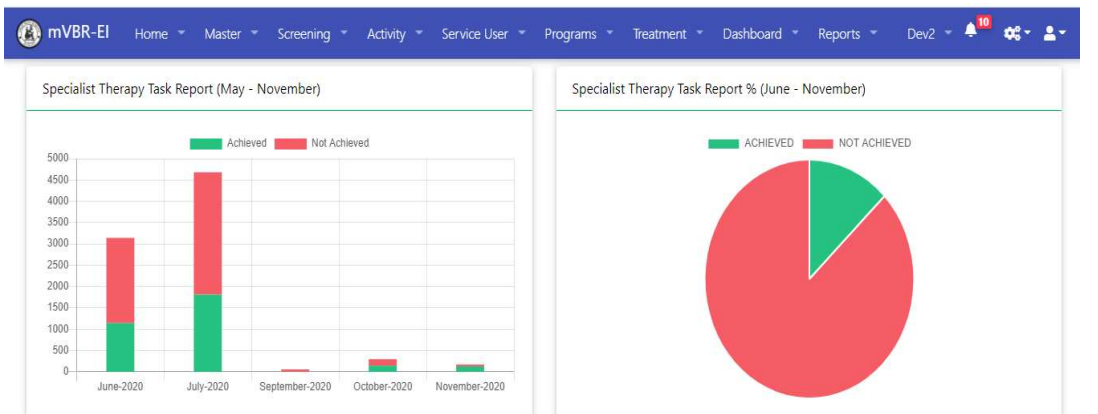 mVBR-EI Home Master Screening Activity Service User Programs Treatment Dashboard Reports Dev2 10
Specialist Therapy Task Report (May - November)
Achieved Not Achieved
5000
4500
4000
3500
3000
2500
2000
1500
1000
500
0
June-2020 July-2020 September-2020 October-2020 November-2020
Specialist Therapy Task Report % (June - November)
ACHIEVED NOT ACHIEVED